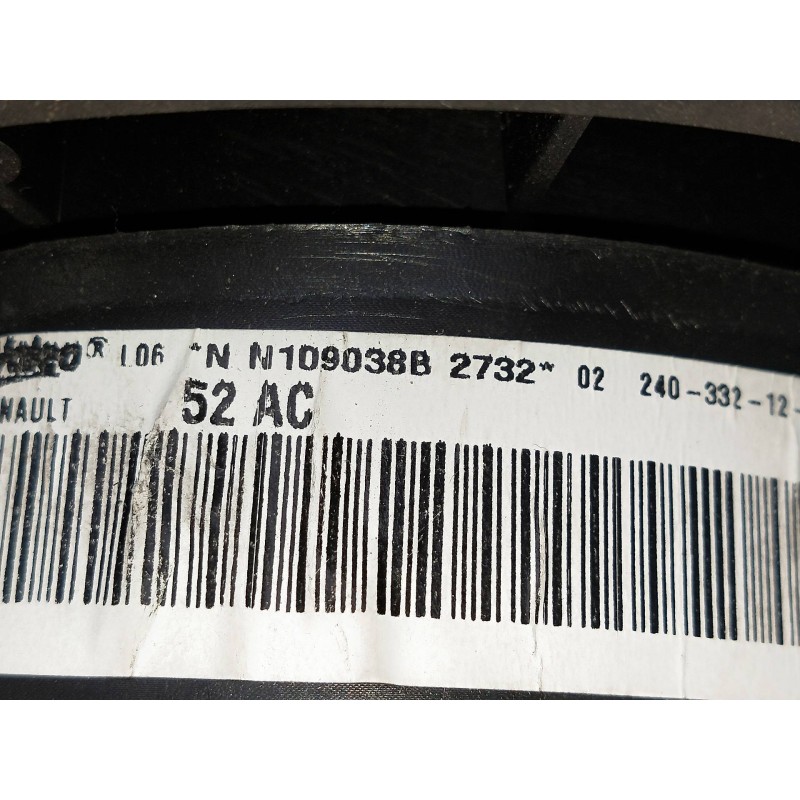 ® L06 *N N109038B 2732* 02 240-332-12-
NAULT 52 AC